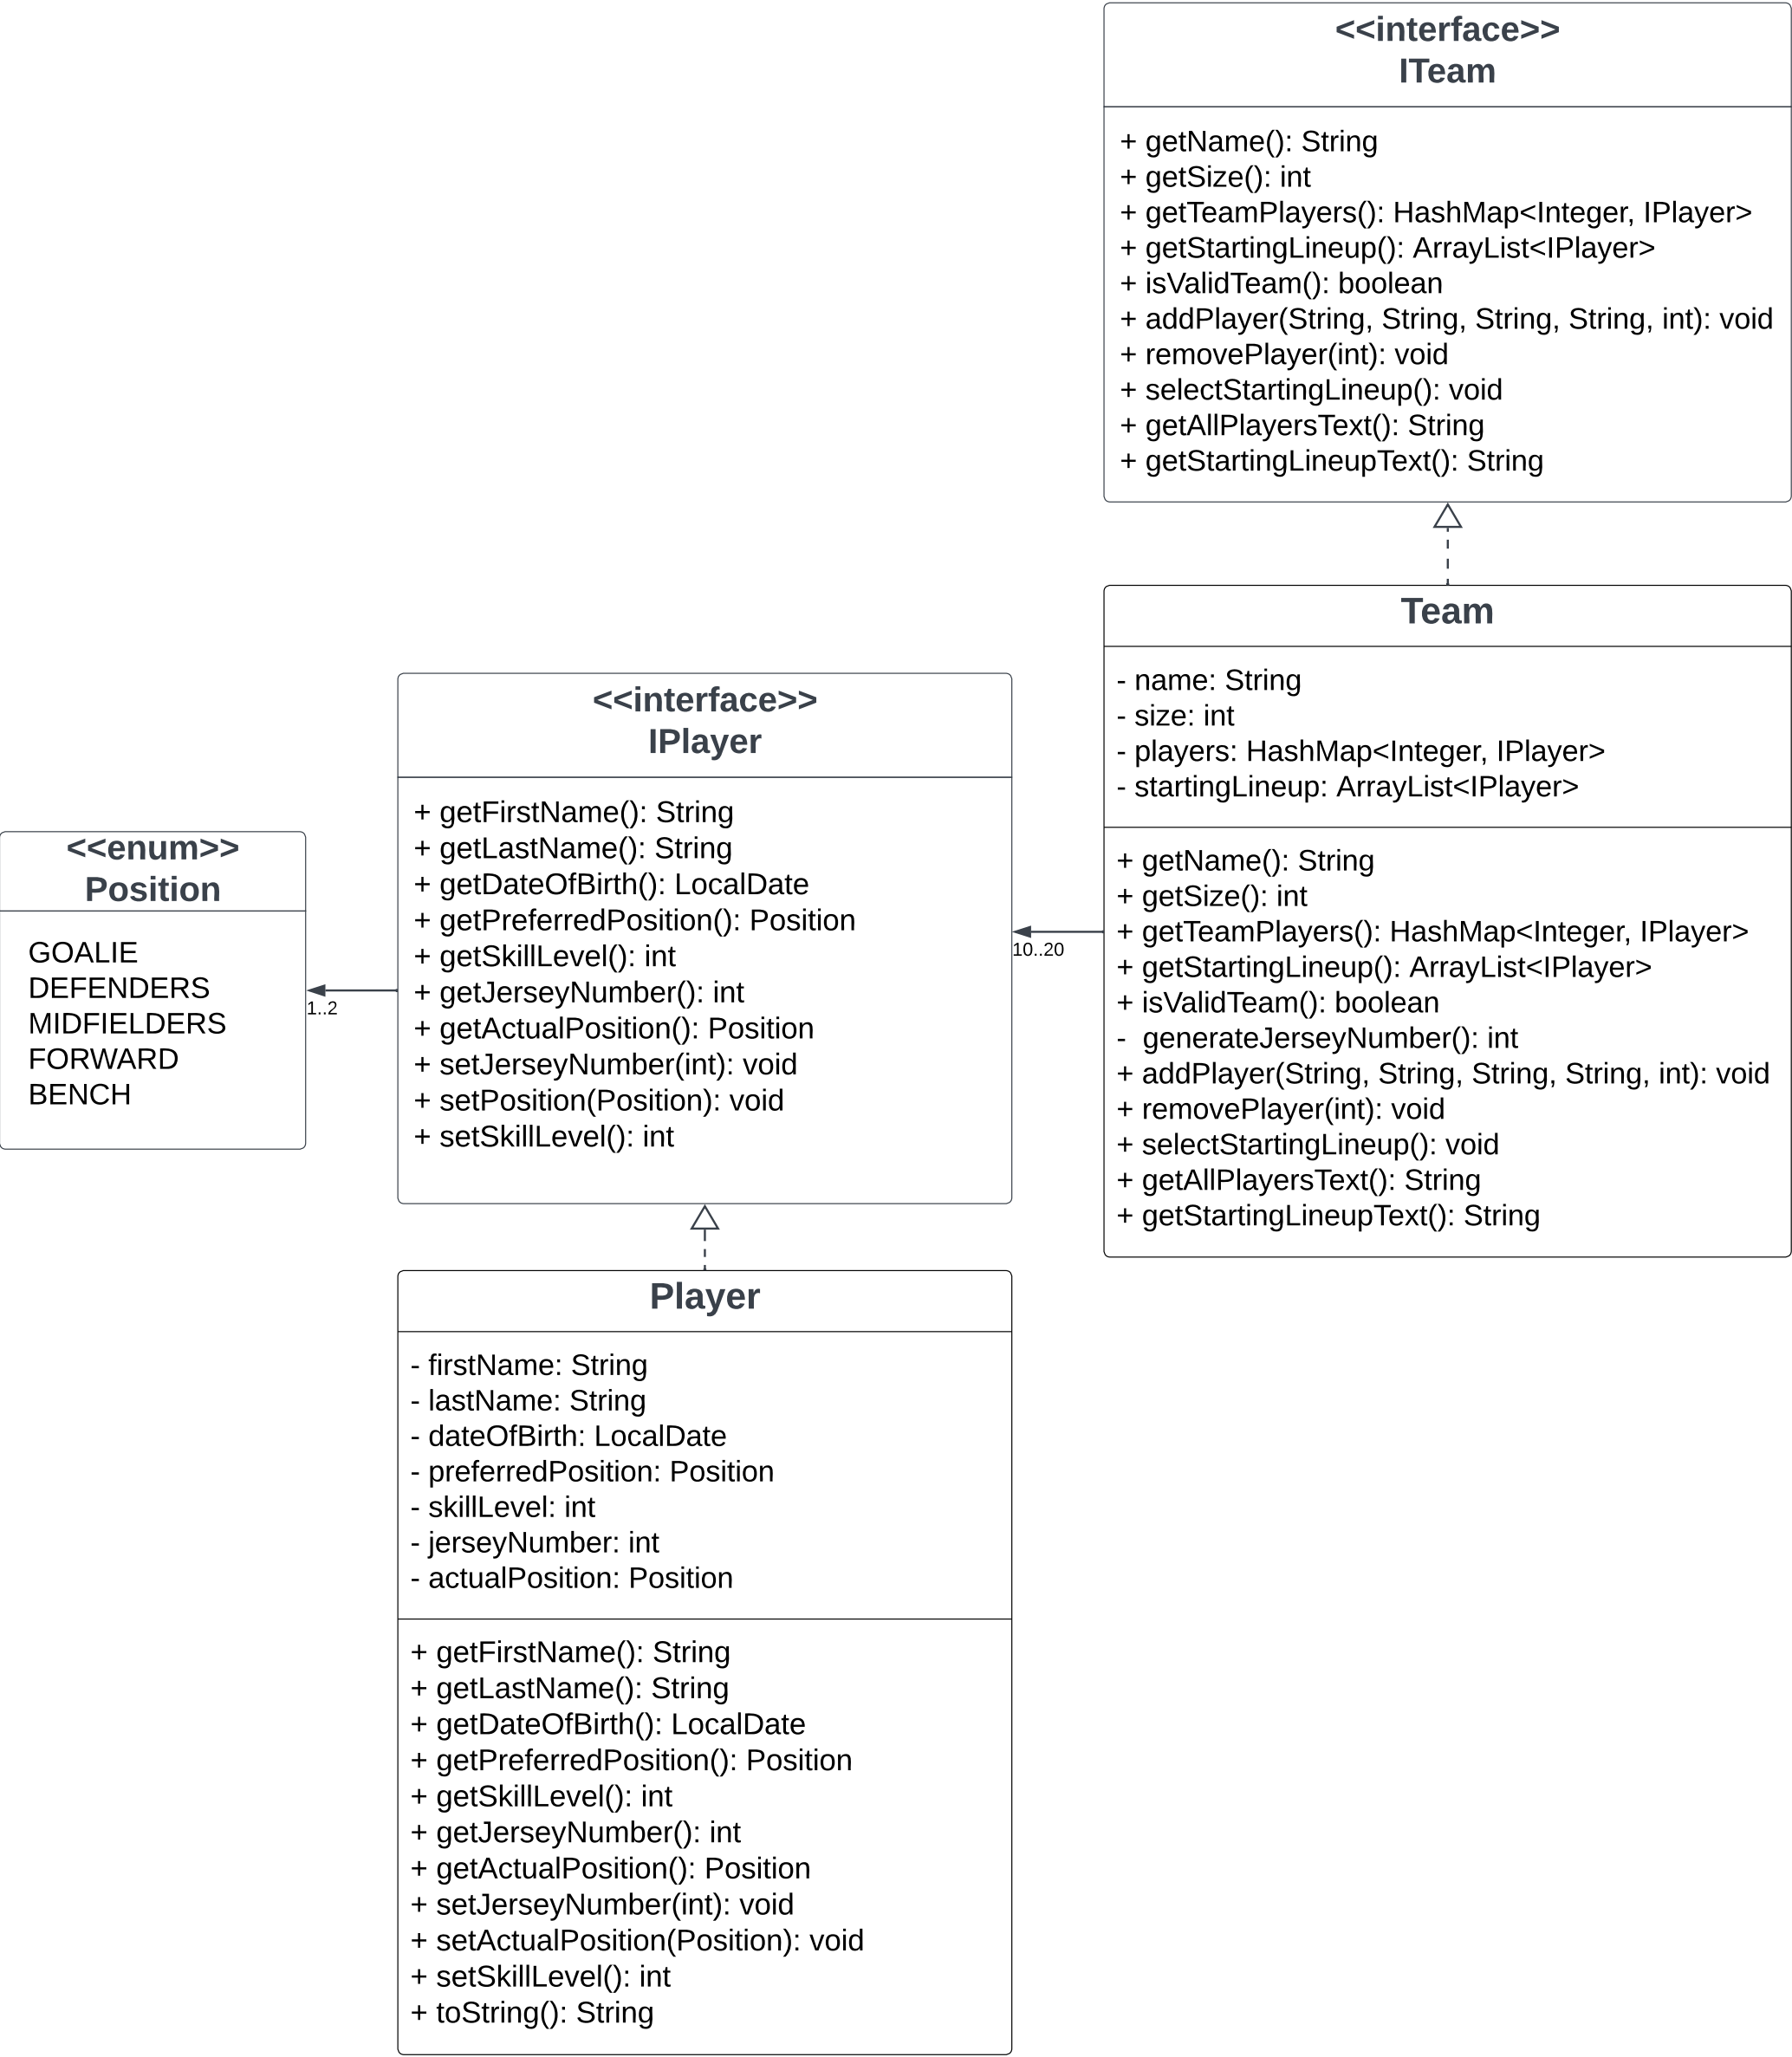 <<interface>>
ITeam
+ getName(): String
+ getSize(): int
+ getTeamPlayers(): HashMap<Integer, IPlayer>
+ getStartingLineup(): ArrayList<IPlayer>
+ isValidTeam(): boolean
+ addPlayer(String, String, String, String, int): void
+ removePlayer(int): void
+ selectStartingLineup(): void
+ getAllPlayersText(): String
+ getStartingLineupText(): String
Team
- name: String
- size: int
- players: HashMap<Integer, IPlayer>
- startingLineup: ArrayList<IPlayer>
+ getName(): String
+ getSize(): int
+ getTeamPlayers(): HashMap<Integer, IPlayer>
+ getStartingLineup(): ArrayList<IPlayer>
+ isValidTeam(): boolean
-  generateJerseyNumber(): int
+ addPlayer(String, String, String, String, int): void
+ removePlayer(int): void
+ selectStartingLineup(): void
+ getAllPlayersText(): String
+ getStartingLineupText(): String
10..20
<<interface>>
IPlayer
+ getFirstName(): String
+ getLastName(): String
+ getDateOfBirth(): LocalDate
+ getPreferredPosition(): Position
+ getSkillLevel(): int
+ getJerseyNumber(): int
+ getActualPosition(): Position
+ setJerseyNumber(int): void
+ setPosition(Position): void
+ setSkillLevel(): int
1..2
<<enum>>
Position
GOALIE
DEFENDERS
MIDFIELDERS
FORWARD
BENCH
Player
- firstName: String
- lastName: String
- dateOfBirth: LocalDate
- preferredPosition: Position
- skillLevel: int
- jerseyNumber: int
- actualPosition: Position
+ getFirstName(): String
+ getLastName(): String
+ getDateOfBirth(): LocalDate
+ getPreferredPosition(): Position
+ getSkillLevel(): int
+ getJerseyNumber(): int
+ getActualPosition(): Position
+ setJerseyNumber(int): void
+ setActualPosition(Position): void
+ setSkillLevel(): int
+ toString(): String